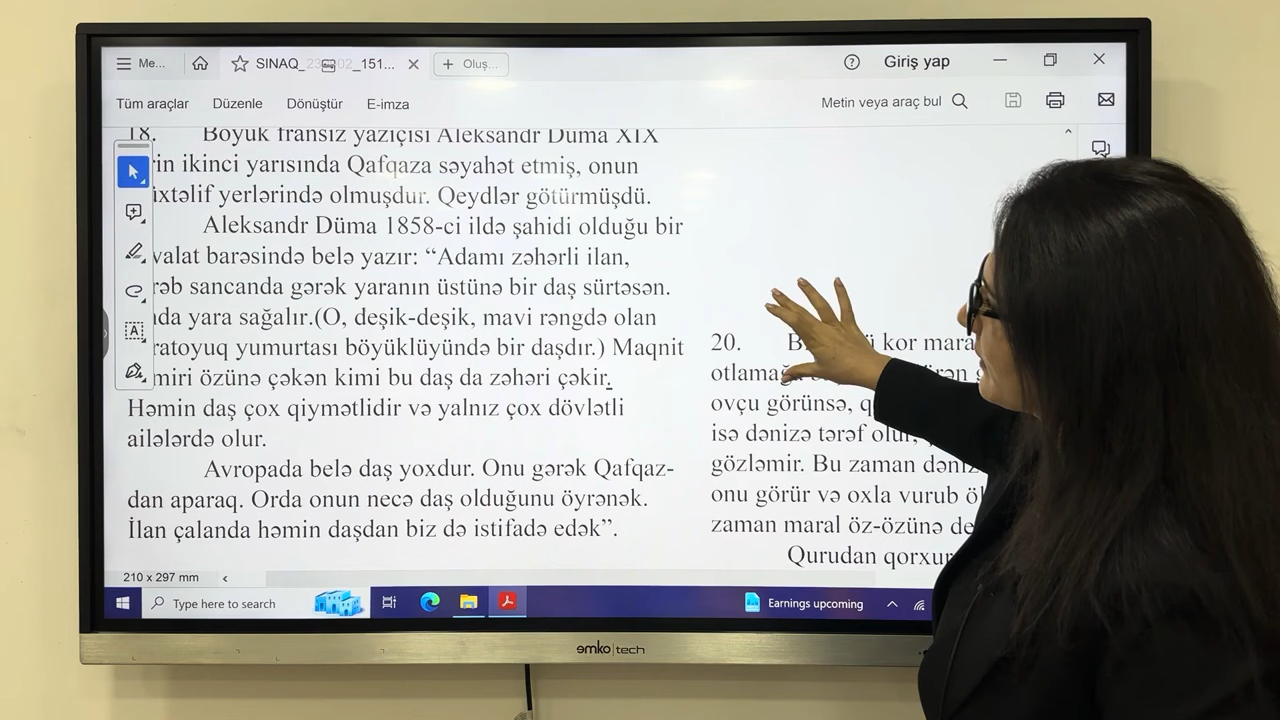 Me...
SINAQ_
_151...
Oluş...
Giriş yap
Tüm araçlar
Düzenle
Dönüştür
E-imza
Metin veya araç bul
18. Böyük fransız yazıçısı Aleksandr Düma XIX
rin ikinci yarısında Qafqaza səyahət etmiş, onun
üxtəlif yerlərində olmuşdur. Qeydlər götürmüşdü.
Aleksandr Düma 1858-ci ildə şahidi olduğu bir
valat barəsində belə yazır: “Adamı zəhərli ilan,
rəb sancanda gərək yaranın üstünə bir daş sürtəsən.
nda yara sağalır.(O, deşik-deşik, mavi rəngdə olan
ratoyuq yumurtası böyüklüyündə bir daşdır.) Maqnit
miri özünə çəkən kimi bu daş da zəhəri çəkir.
Həmin daş çox qiymətlidir və yalnız çox dövlətli
ailələrdə olur.
Avropada belə daş yoxdur. Onu gərək Qafqaz-
dan aparaq. Orda onun necə daş olduğunu öyrənək.
İlan çalanda həmin daşdan biz də istifadə edək”.
20. kor mara
otlamağ
ovçu görünsə,
isə dənizə tərəf olur,
gözləmir. Bu zaman dəniz
onu görür və oxla vurub öl
zaman maral öz-özünə de
Qurudan qorxur
210 x 297 mm
Type here to search
Earnings upcoming
emko | tech